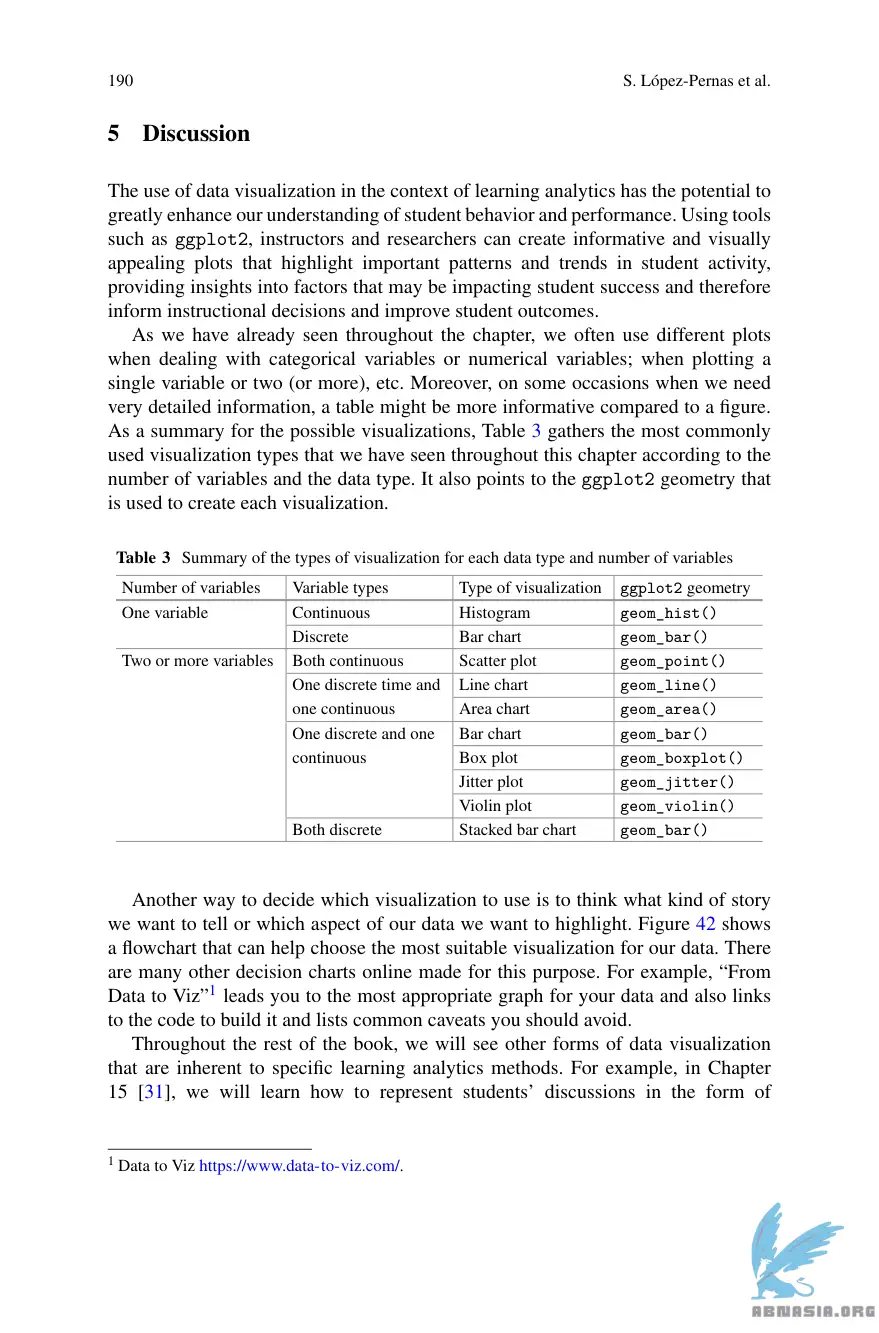 190
S. López-Pernas et al.
5 Discussion
The use of data visualization in the context of learning analytics has the potential to
greatly enhance our understanding of student behavior and performance. Using tools
such as ggplot2, instructors and researchers can create informative and visually
appealing plots that highlight important patterns and trends in student activity,
providing insights into factors that may be impacting student success and therefore
inform instructional decisions and improve student outcomes.
As we have already seen throughout the chapter, we often use different plots
when dealing with categorical variables or numerical variables; when plotting a
single variable or two (or more), etc. Moreover, on some occasions when we need
very detailed information, a table might be more informative compared to a figure.
As a summary for the possible visualizations, Table 3 gathers the most commonly
used visualization types that we have seen throughout this chapter according to the
number of variables and the data type. It also points to the ggplot2 geometry that
is used to create each visualization.
Table 3 Summary of the types of visualization for each data type and number of variables
Number of variables Variable types Type of visualization ggplot2 geometry
One variable Continuous Histogram geom_hist()
Discrete Bar chart geom_bar()
Two or more variables Both continuous Scatter plot geom_point()
One discrete time and Line chart geom_line()
one continuous Area chart geom_area()
One discrete and one Bar chart geom_bar()
continuous Box plot geom_boxplot()
Jitter plot geom_jitter()
Violin plot geom_violin()
Both discrete Stacked bar chart geom_bar()
Another way to decide which visualization to use is to think what kind of story
we want to tell or which aspect of our data we want to highlight. Figure 42 shows
a flowchart that can help choose the most suitable visualization for our data. There
are many other decision charts online made for this purpose. For example, “From
Data to Viz”1 leads you to the most appropriate graph for your data and also links
to the code to build it and lists common caveats you should avoid.
Throughout the rest of the book, we will see other forms of data visualization
that are inherent to specific learning analytics methods. For example, in Chapter
15 [31], we will learn how to represent students’ discussions in the form of
1 Data to Viz https://www.data-to-viz.com/.
ABNASIA.ORG